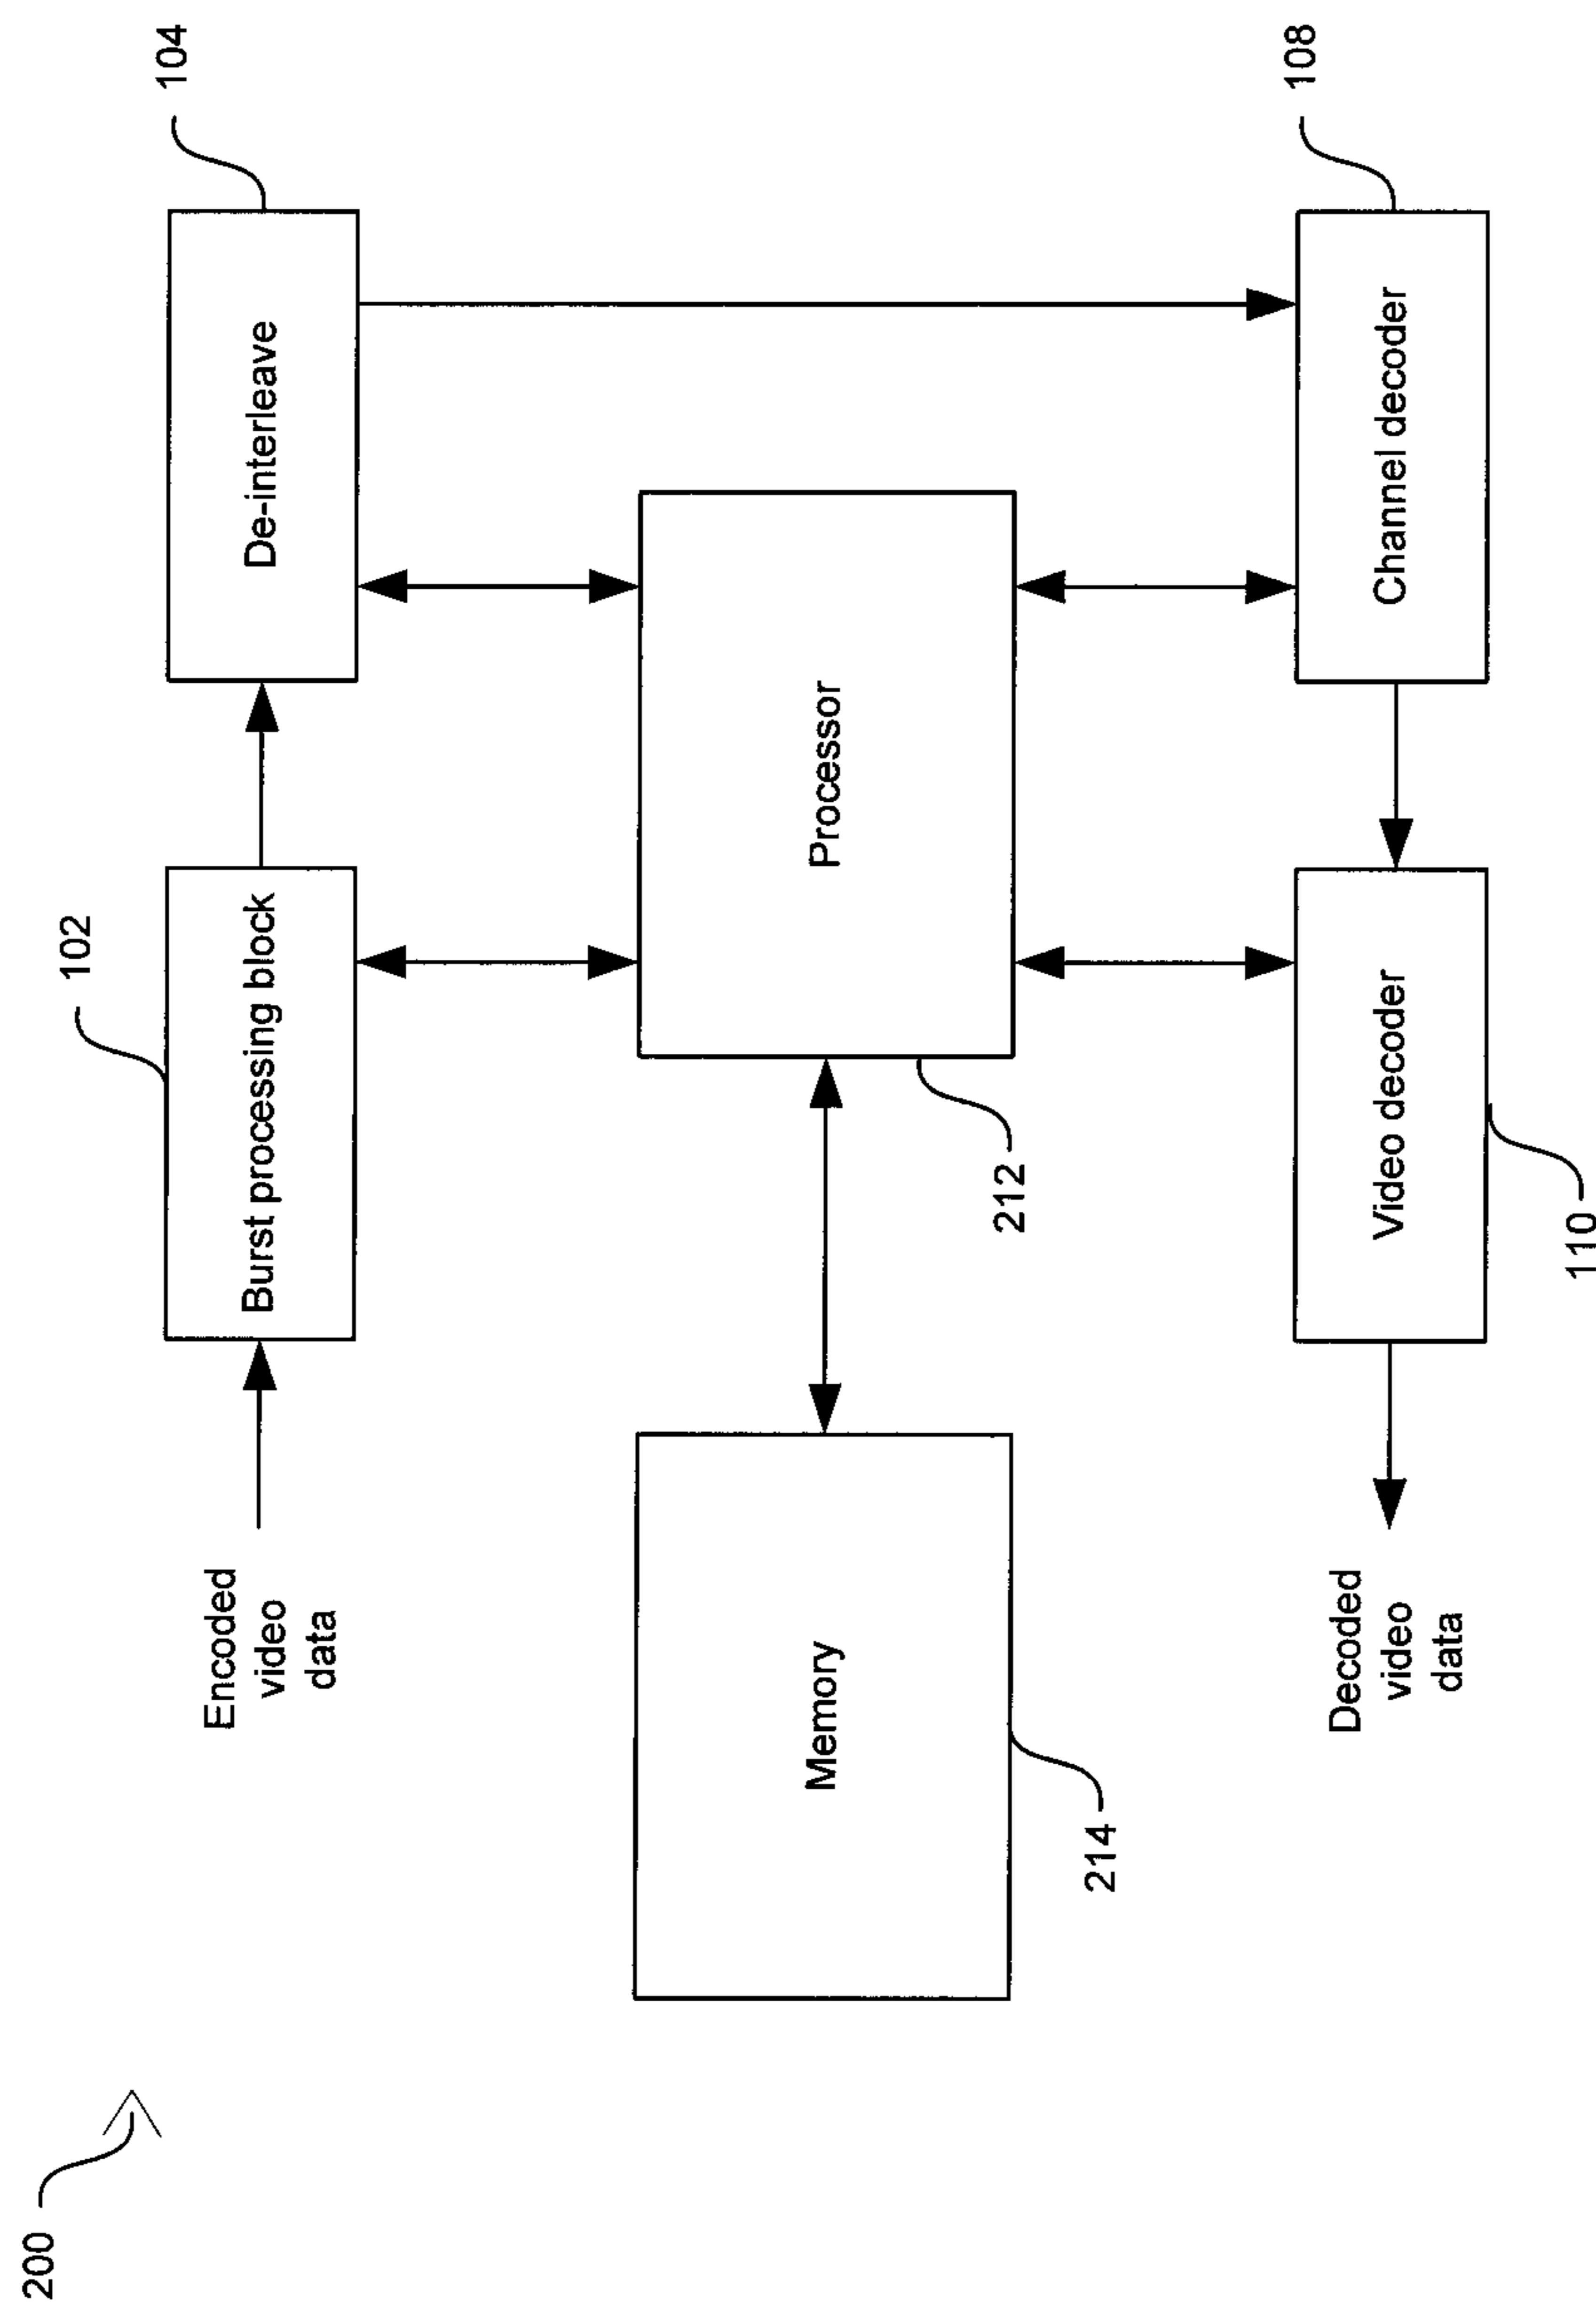 200
102
104
Encoded
video
data
Burst processing block
De-interleave
Memory
Processor
214
212
Decoded
video
data
Video decoder
Channel decoder
110
108